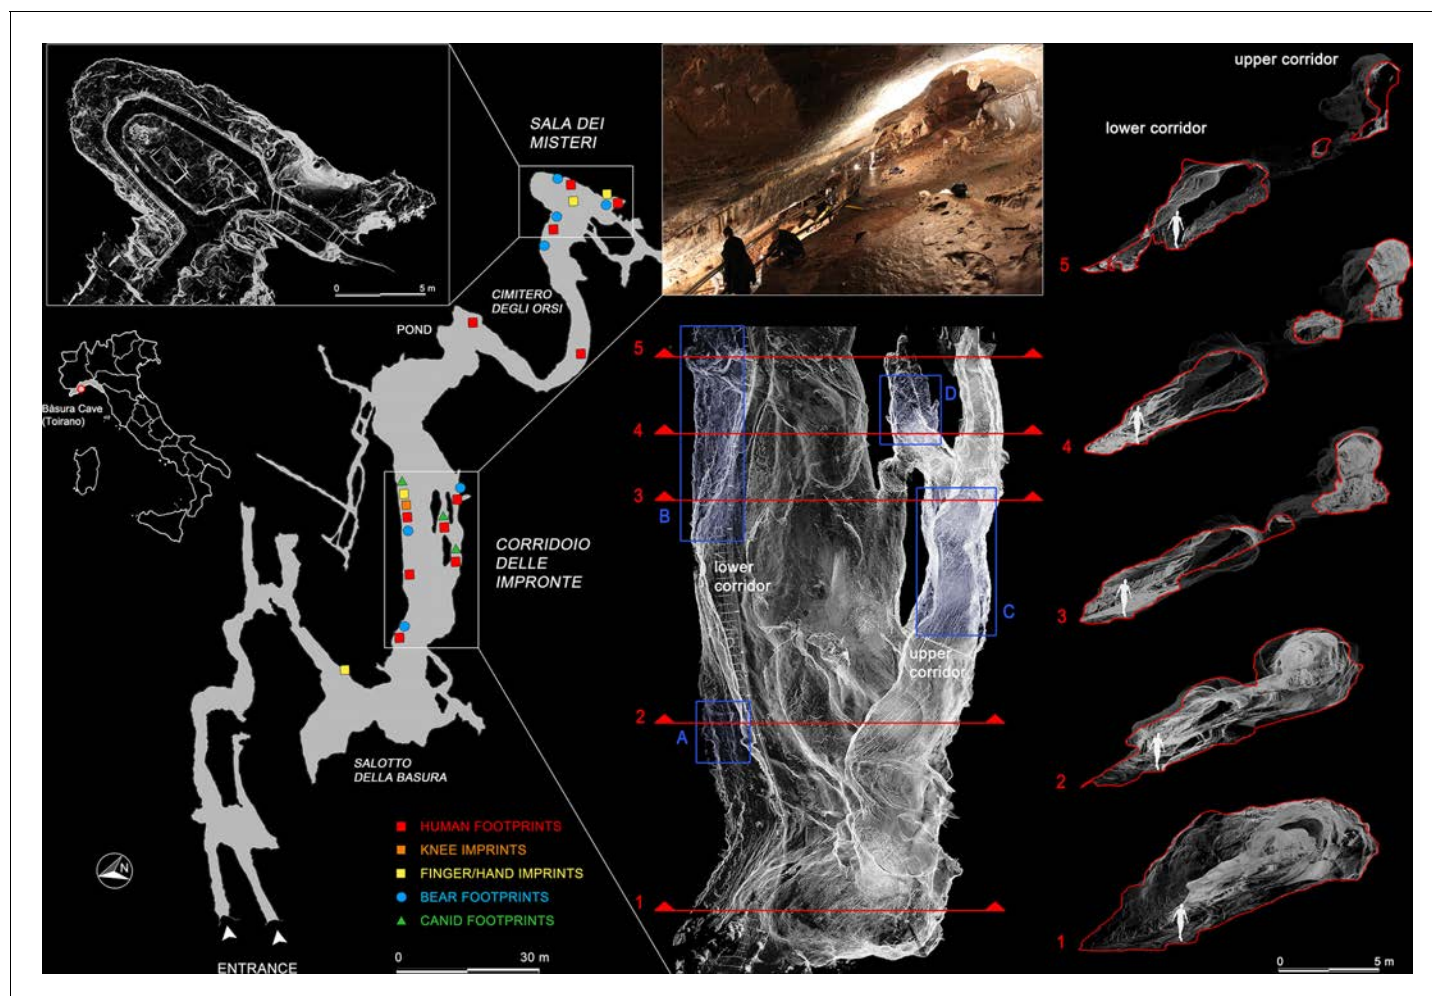 SALA DEI
MISTERI
0
5 m
CIMITERO
DEGLI ORSI
POND
Bàsura Cave
(Toirano)
CORRIDOIO
DELLE
IMPRONTE
SALOTTO
DELLA BASURA
HUMAN FOOTPRINTS
KNEE IMPRINTS
FINGER/HAND IMPRINTS
BEAR FOOTPRINTS
CANID FOOTPRINTS
N
ENTRANCE
0
30 m
5
4
3
2
1
A
B
C
D
lower
corridor
upper
corridor
upper corridor
lower corridor
5
4
3
2
1
0
5 m